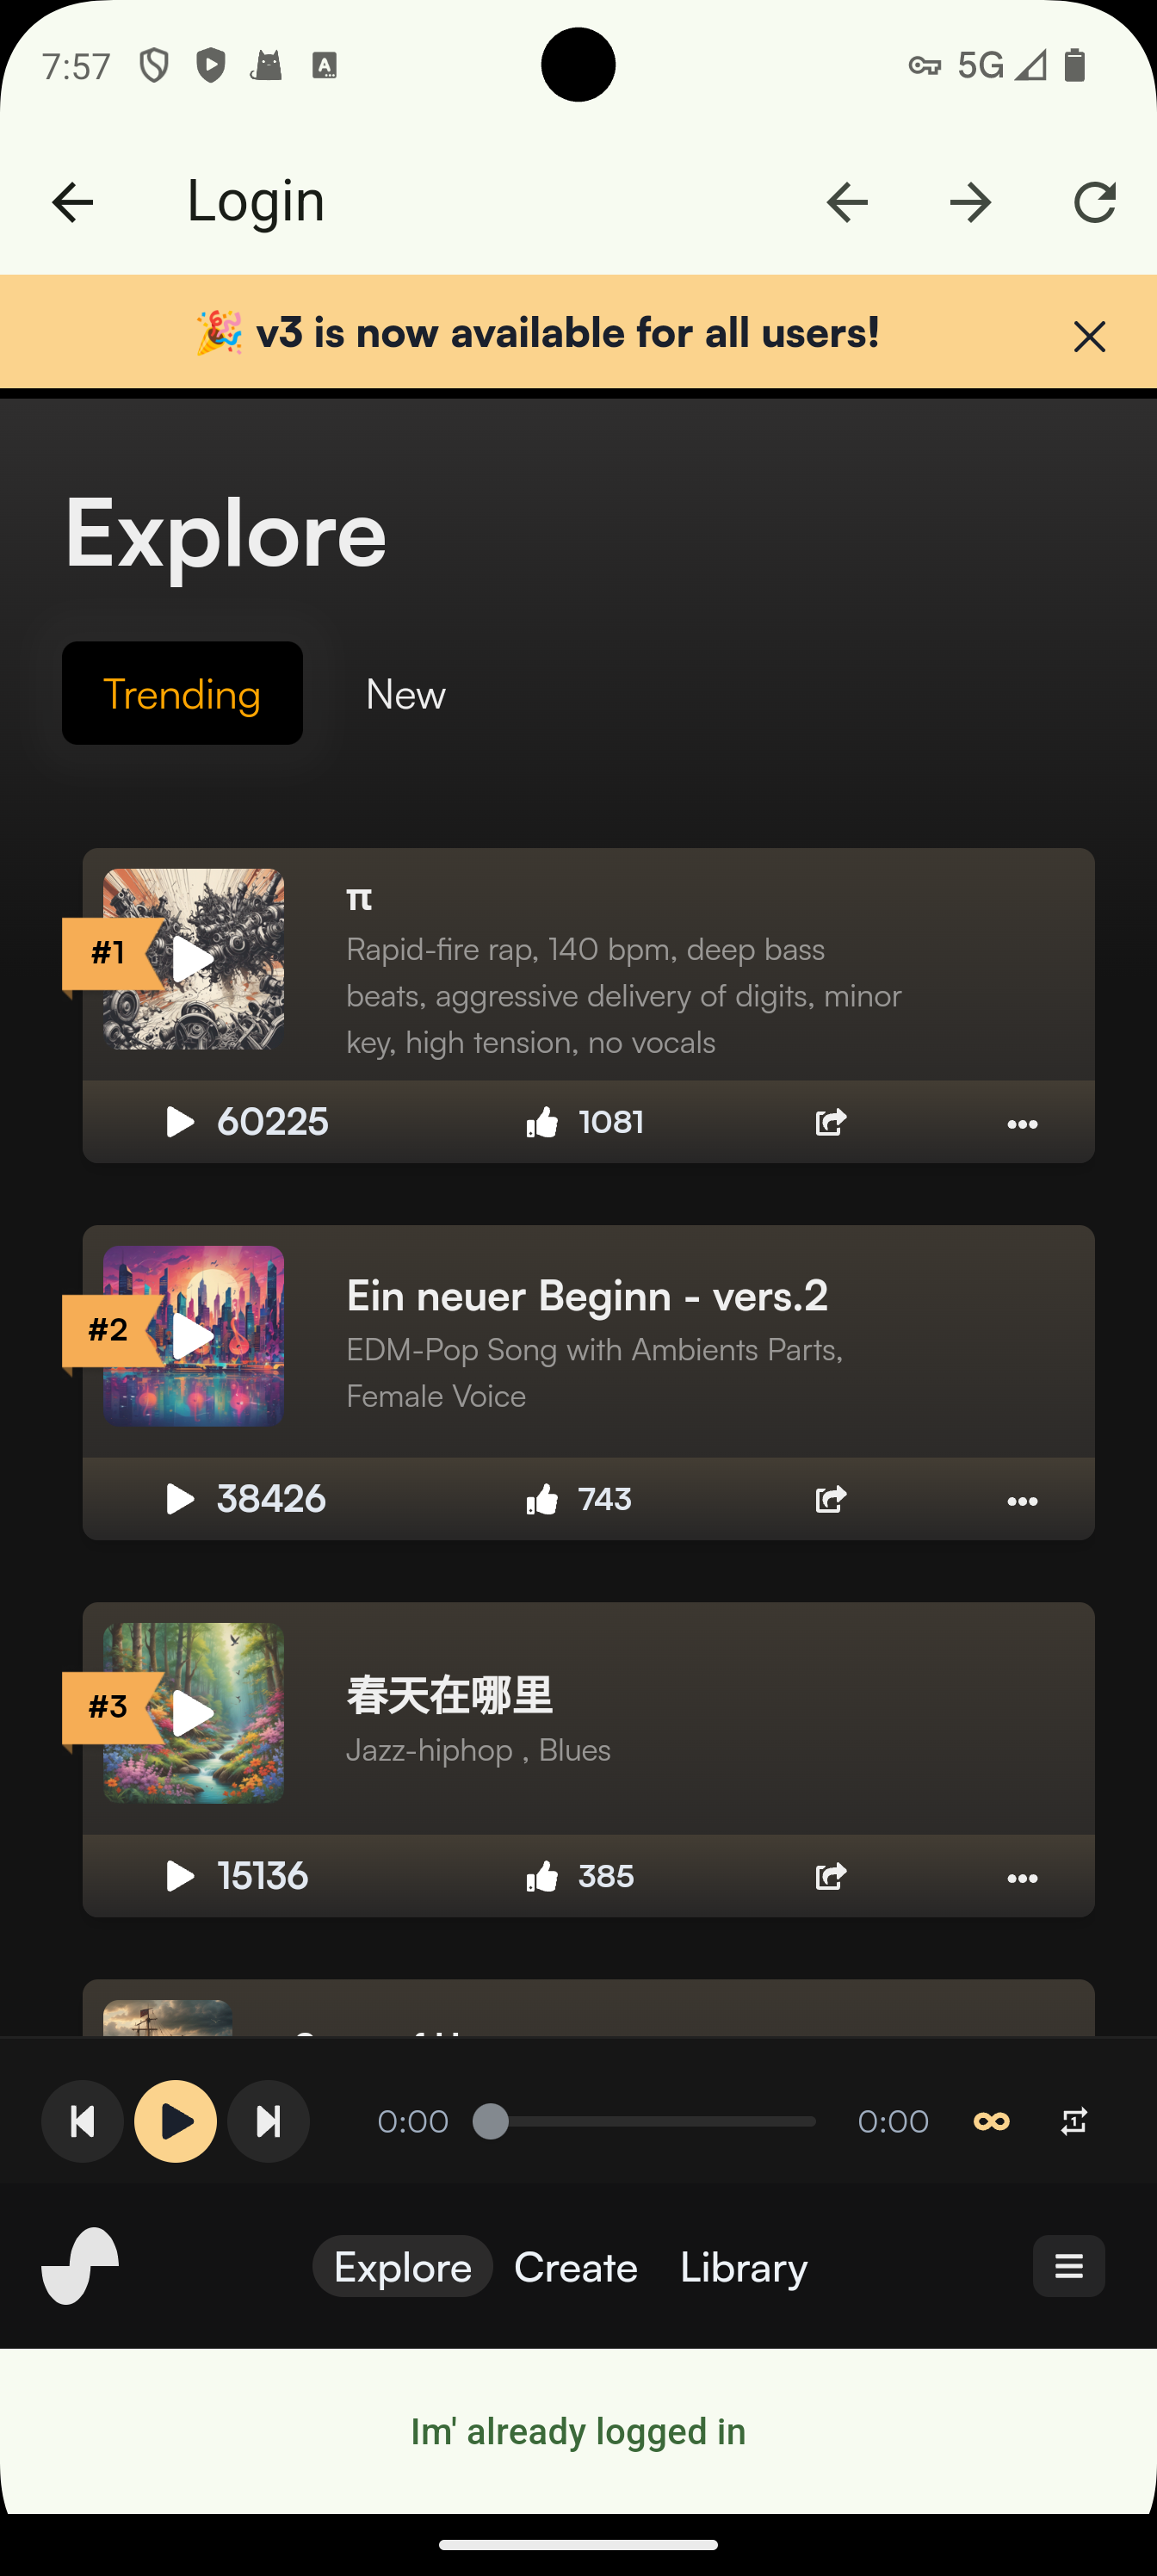 7:57
5G
Login
🎉 v3 is now available for all users!
Explore
Trending
New
#1
π
Rapid-fire rap, 140 bpm, deep bass
beats, aggressive delivery of digits, minor
key, high tension, no vocals
60225
1081
#2
Ein neuer Beginn - vers.2
EDM-Pop Song with Ambients Parts,
Female Voice
38426
743
#3
春天在哪里
Jazz-hiphop , Blues
15136
385
0:00
0:00
Explore
Create
Library
Im' already logged in